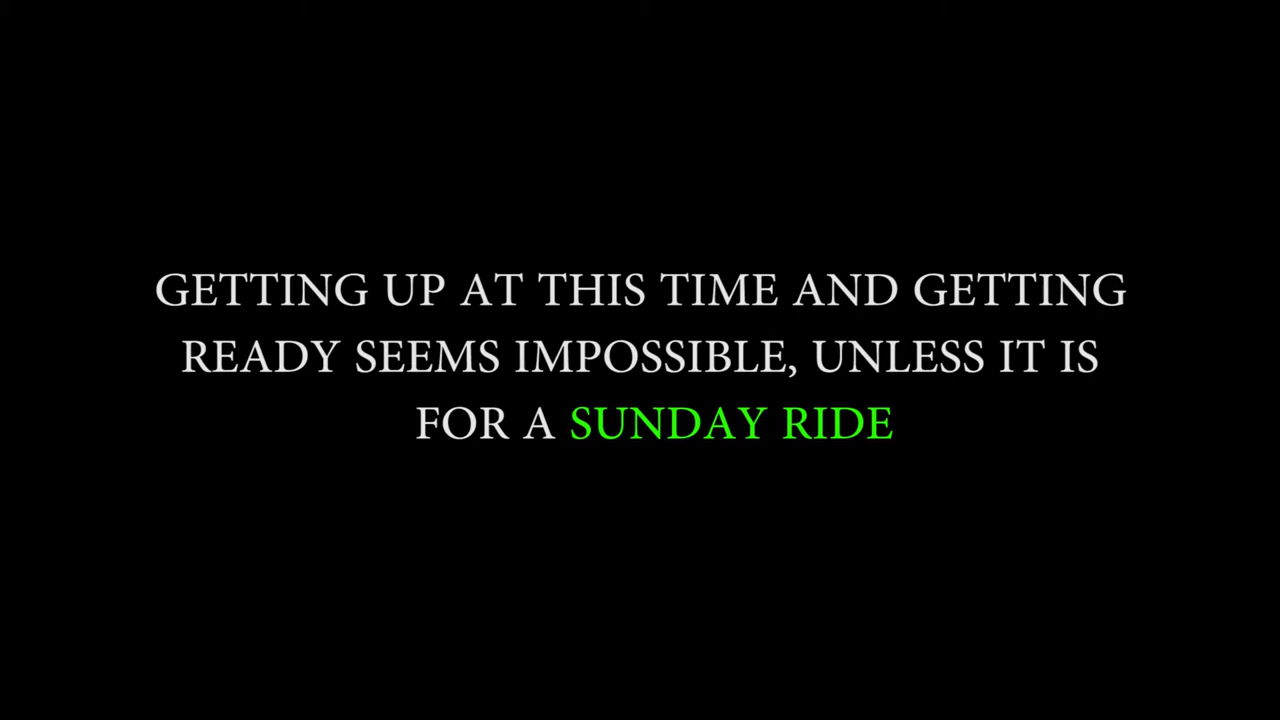 GETTING UP AT THIS TIME AND GETTING
READY SEEMS IMPOSSIBLE, UNLESS IT IS
FOR A SUNDAY RIDE